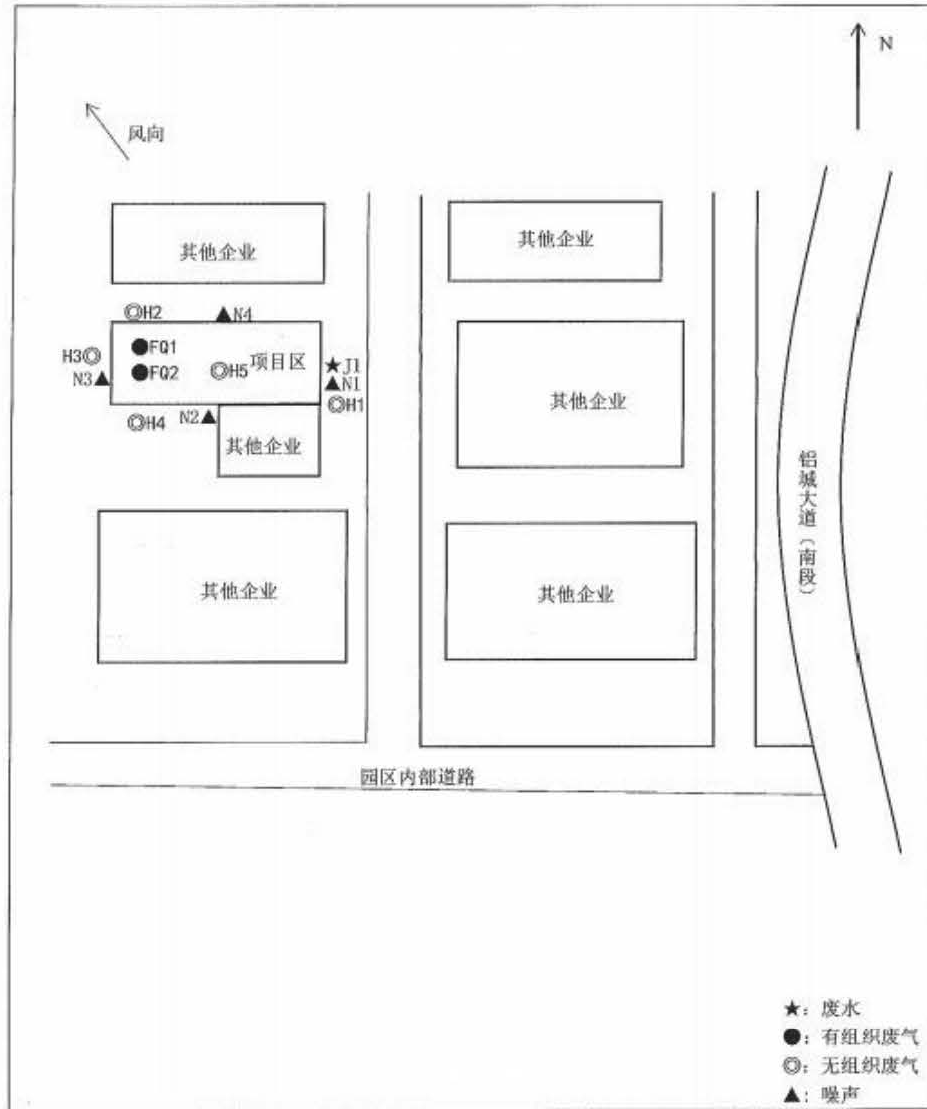 N
风向
其他企业
其他企业
H2
N4
FQ1
H3
FQ2
H5
项目区
J1
N3
N1
H1
H4
N2
其他企业
其他企业
铝城大道（南段）
其他企业
其他企业
园区内部道路
★：废水
●：有组织废气
◎：无组织废气
▲：噪声